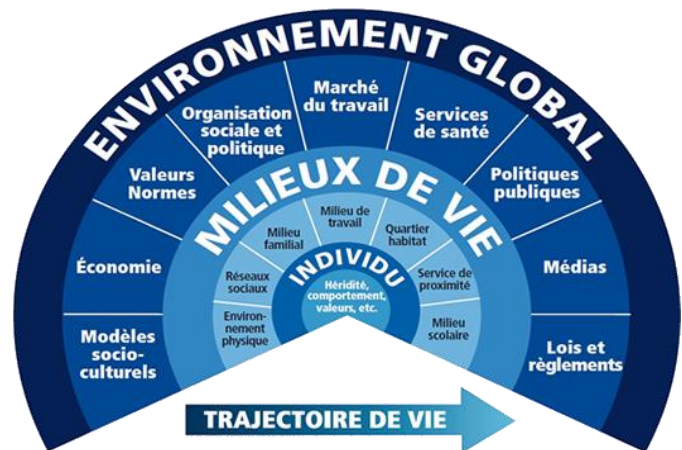 ENVIRONNEMENT GLOBAL
Modèles
socio-
culturels
Économie
Valeurs
Normes
Organisation
sociale et
politique
Marché
du travail
Services
de santé
Politiques
publiques
Médias
Lois et
règlements
MILIEUX DE VIE
Environ-
nement
physique
Réseaux
sociaux
Milieu
familial
Milieu de
travail
Quartier
habitat
Service de
proximité
Milieu
scolaire
INDIVIDU
Héridité,
comportement,
valeurs, etc.
TRAJECTOIRE DE VIE